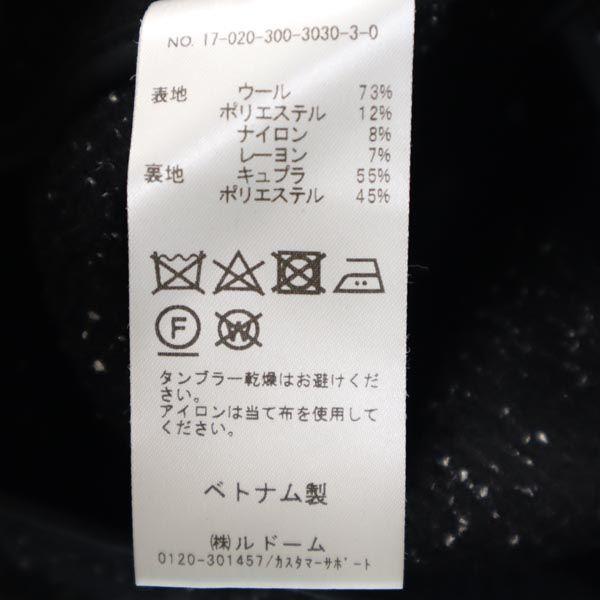 NO. 17-020-300-3030-3-0
表地 ウール 73%
ポリエステル 12%
ナイロン 8%
レーヨン 7%
裏地 キュプラ 55%
ポリエステル 45%
F W
タンブラー乾燥はお避けくだ
さい。
アイロンは当て布を使用して
ください。
ベトナム製
㈱ルドーム
0120-301457/ｶｽﾀﾏｰｻﾎﾟｰﾄ